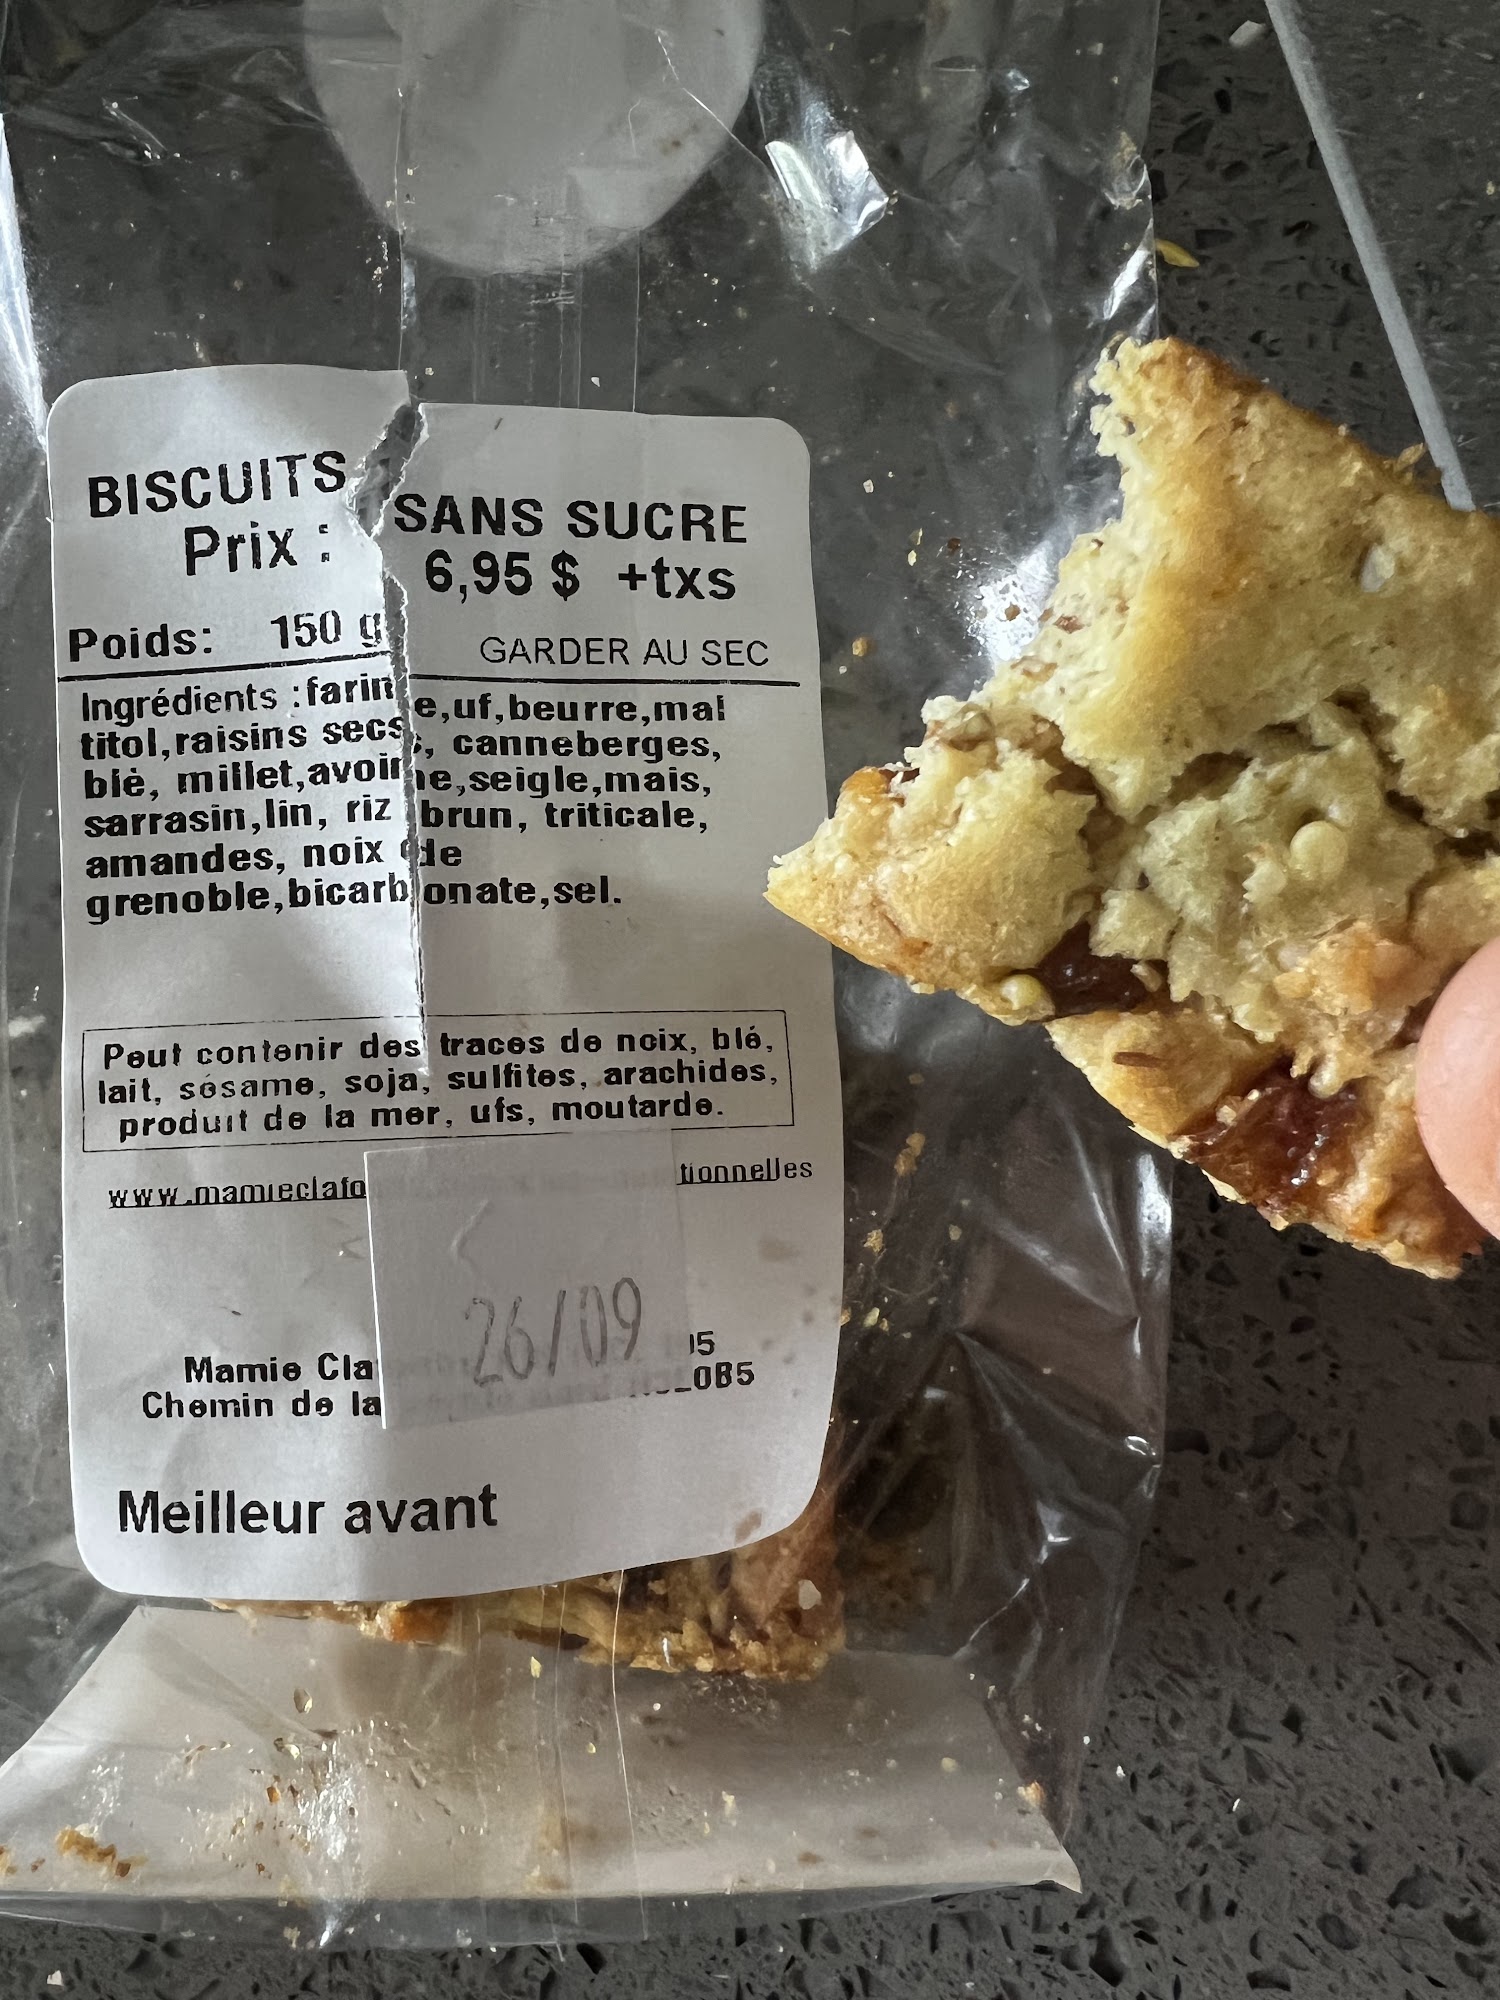 BISCUITS SANS SUCRE
Prix : 6,95 $ +txs
Poids: 150 g GARDER AU SEC
Ingrédients :farine,uf,beurre,mal
titol,raisins secs, canneberges,
blè, millet,avoine,seigle,mais,
sarrasin,lin, riz brun, triticale,
amandes, noix de
grenoble,bicarbonate,sel.
Peut contenir des traces de noix, blé,
lait, sésame, soja, sulfites, arachides,
produit de la mer, ufs, moutarde.
www.mamieclafo tionnelles
26/09
Mamie Cla 15
Chemin de la 0B5
Meilleur avant